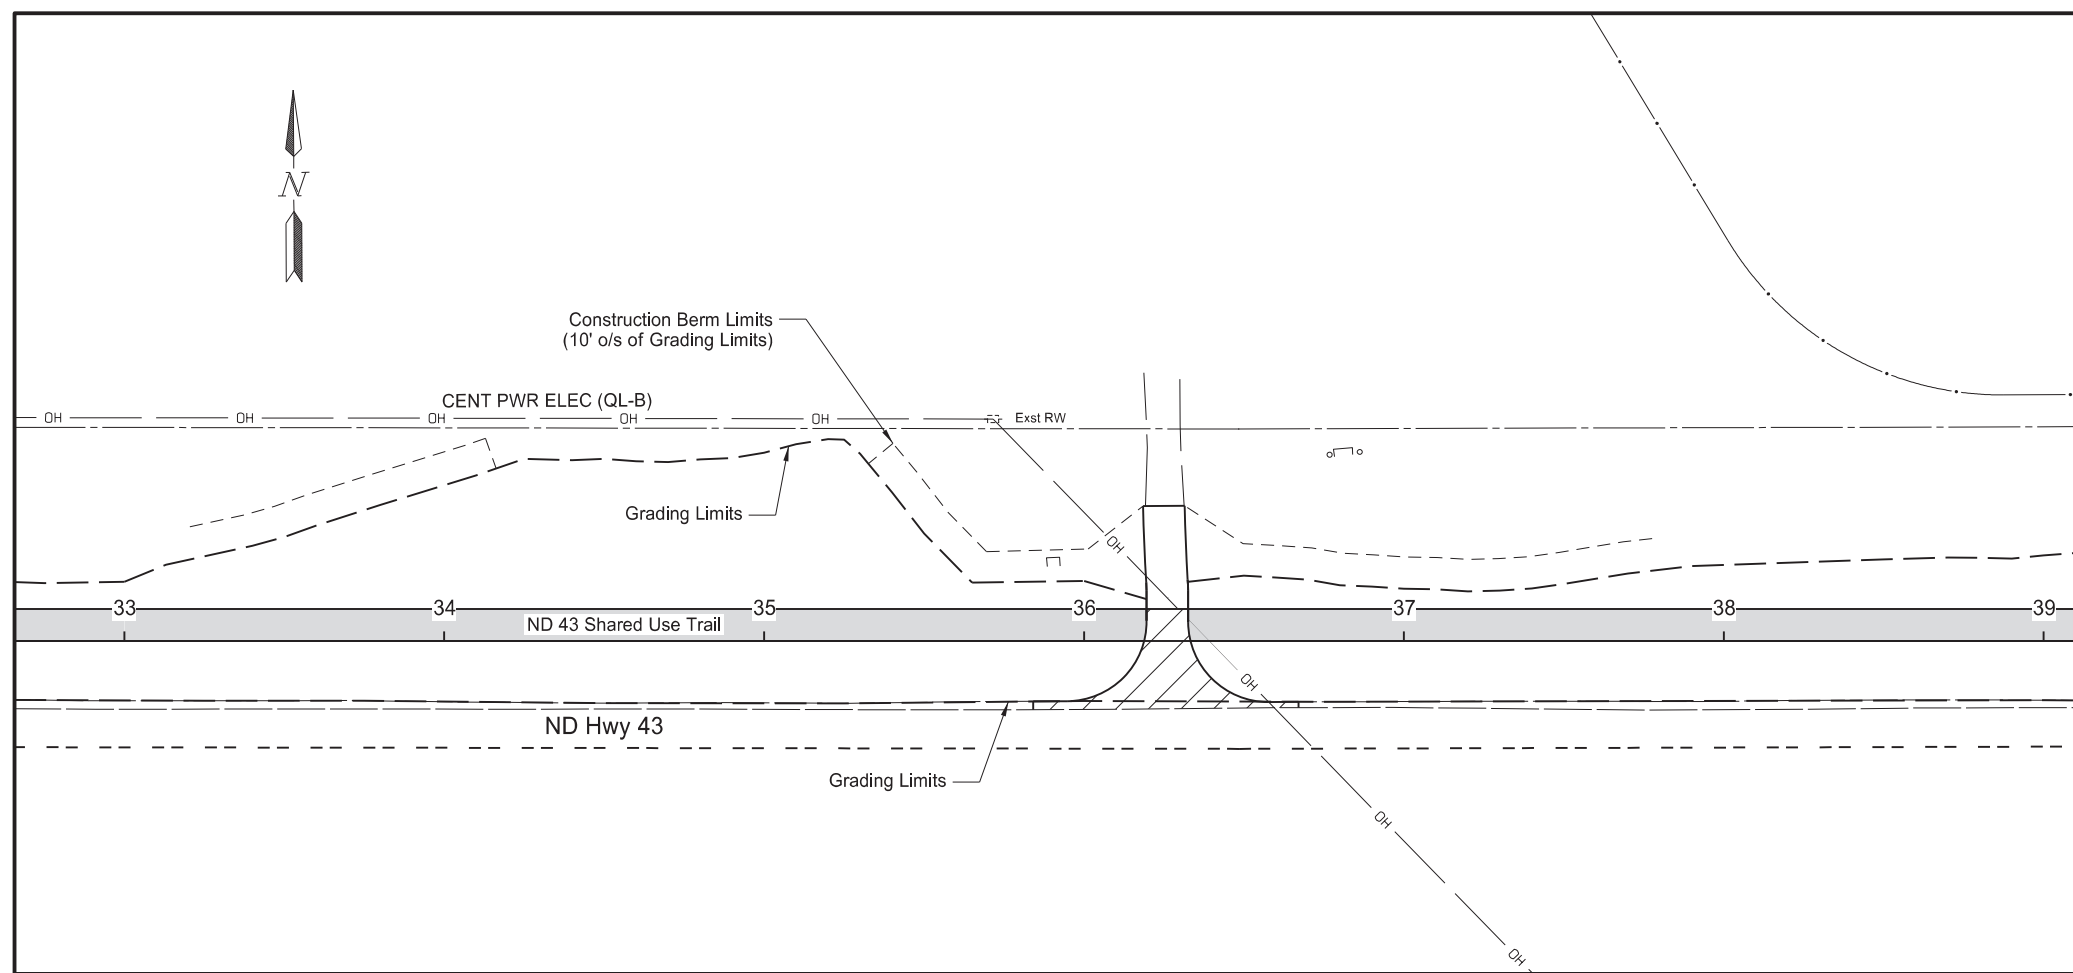 N
Construction Berm Limits
(10' o/s of Grading Limits)
CENT PWR ELEC (QL-B)
OH OH OH OH OH
Exst RW
Grading Limits
OH
33 34 35 36 37 38 39
ND 43 Shared Use Trail
OH
ND Hwy 43
Grading Limits
OH
OH